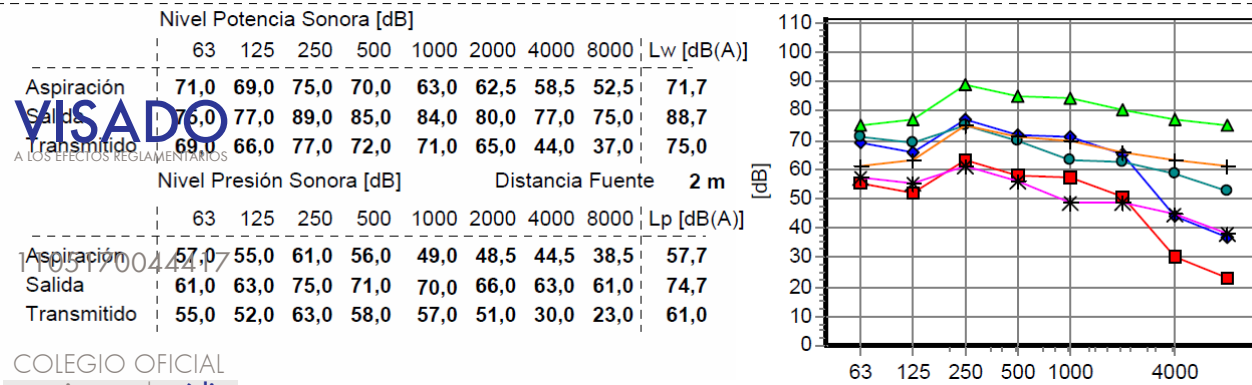 Nivel Potencia Sonora [dB]
63 125 250 500 1000 2000 4000 8000 Lw [dB(A)]
Aspiración 71,0 69,0 75,0 70,0 63,0 62,5 58,5 52,5 71,7
Salida 75,0 77,0 89,0 85,0 84,0 80,0 77,0 75,0 88,7
Transmitido 69,0 66,0 77,0 72,0 71,0 65,0 44,0 37,0 75,0
VISADO
A LOS EFECTOS REGLAMENTARIOS
Nivel Presión Sonora [dB] Distancia Fuente 2 m
63 125 250 500 1000 2000 4000 8000 Lp [dB(A)]
Aspiración 57,0 55,0 61,0 56,0 49,0 48,5 44,5 38,5 57,7
Salida 61,0 63,0 75,0 71,0 70,0 66,0 63,0 61,0 74,7
Transmitido 55,0 52,0 63,0 58,0 57,0 51,0 30,0 23,0 61,0
COLEGIO OFICIAL
110
100
90
80
70
60
50
40
30
20
10
0
[dB]
63 125 250 500 1000 4000